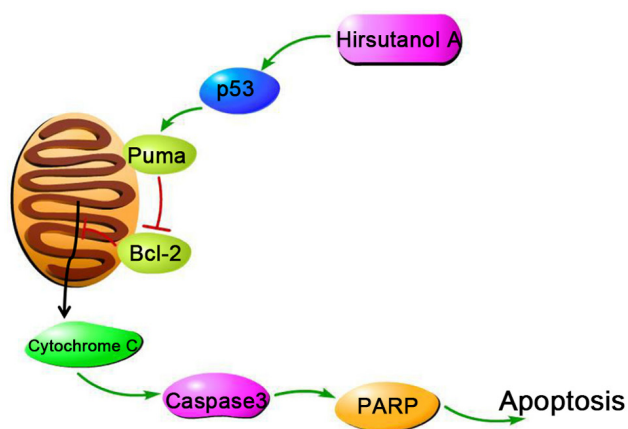 Hirsutanol A
p53
Puma
Bcl-2
Cytochrome C
Caspase3
PARP
Apoptosis